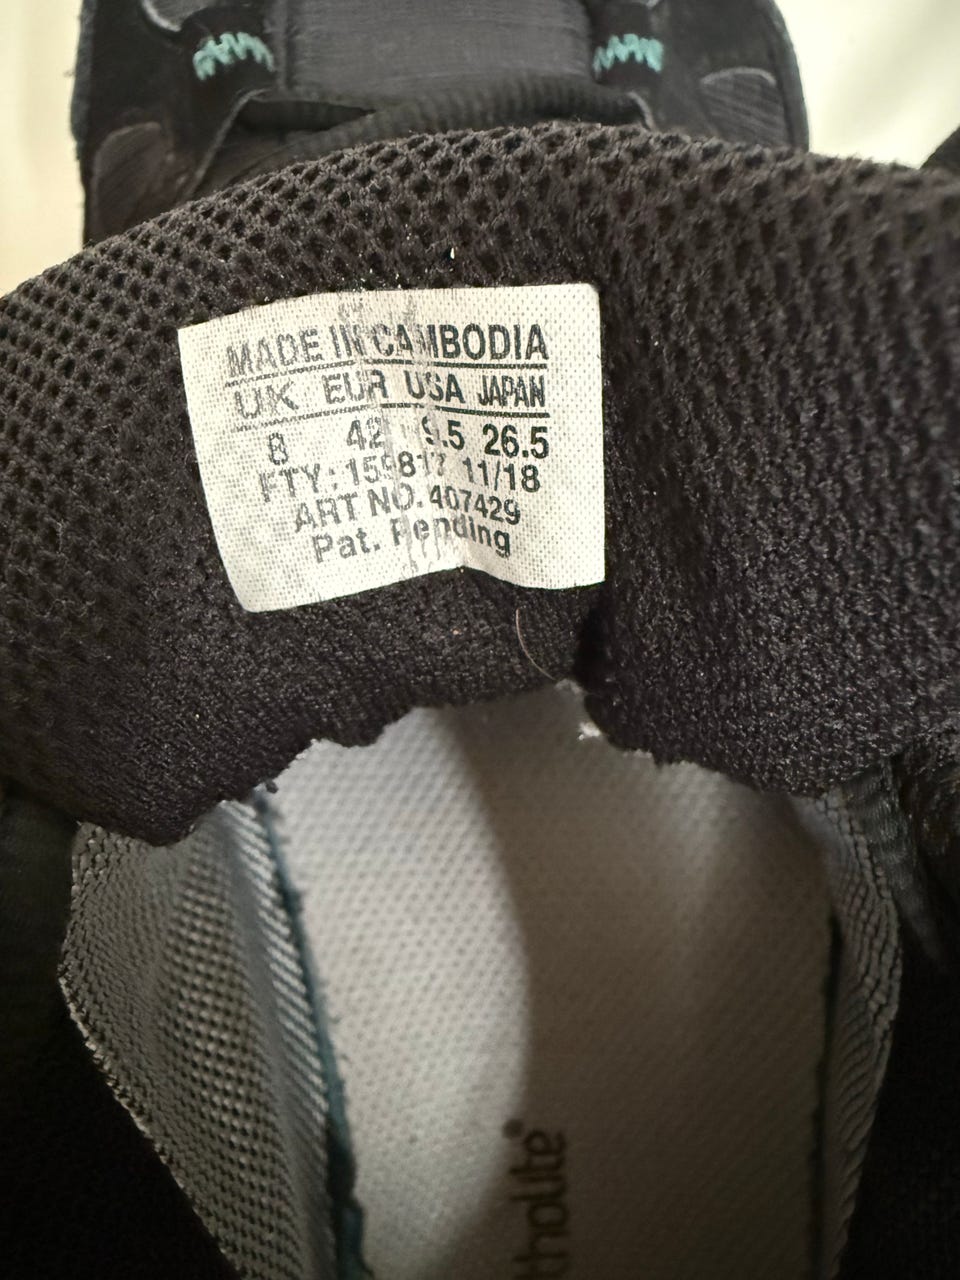 MADE IN CAMBODIA
UK EUR USA JAPAN
8 42 9.5 26.5
FTY: 11/18
ART NO. 407429
Pat. Pending
tholite